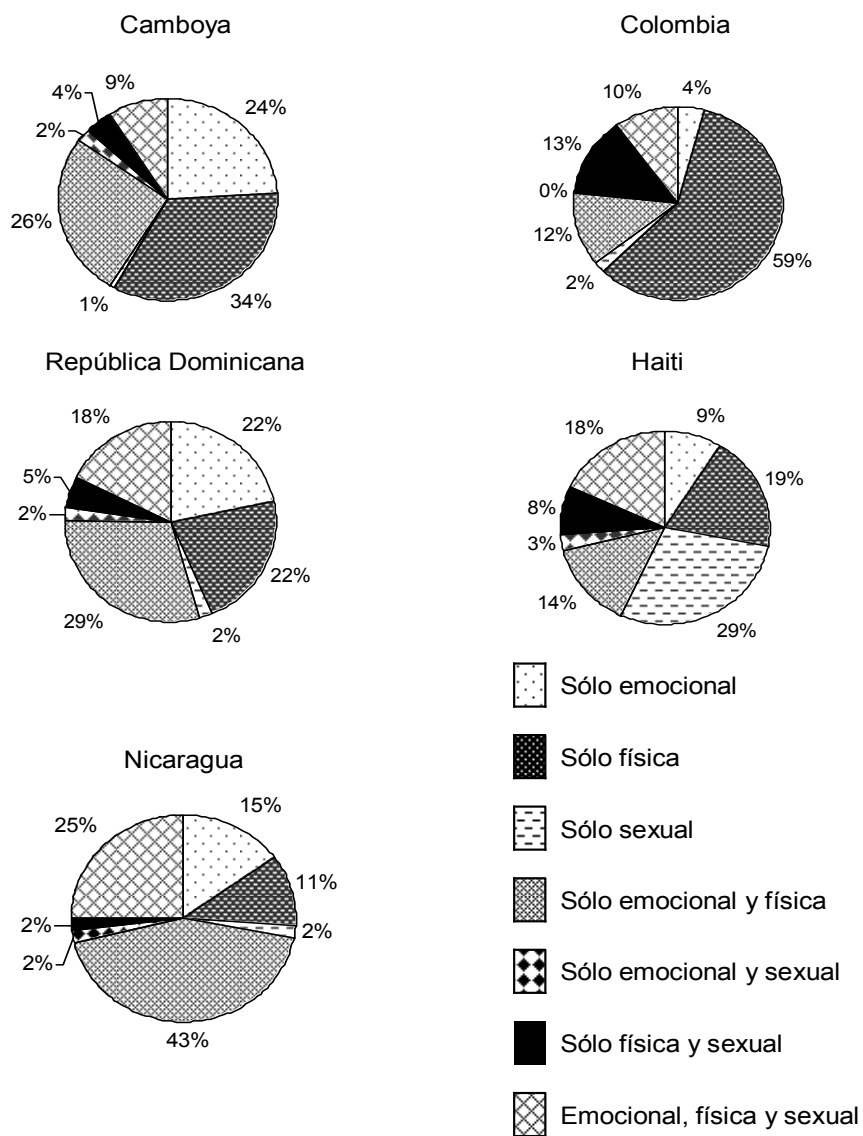 Camboya
24%
34%
1%
26%
2%
4%
9%
Colombia
4%
59%
2%
12%
0%
13%
10%
República Dominicana
22%
22%
2%
29%
2%
5%
18%
Haiti
9%
19%
29%
14%
3%
8%
18%
Nicaragua
15%
11%
2%
43%
2%
2%
25%
Sólo emocional
Sólo física
Sólo sexual
Sólo emocional y física
Sólo emocional y sexual
Sólo física y sexual
Emocional, física y sexual